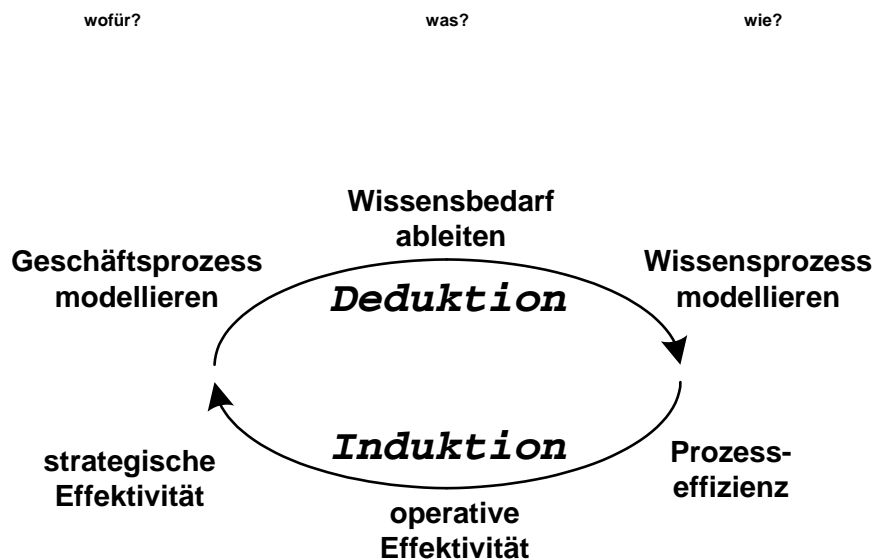 wofür?
was?
wie?
Wissensbedarf
ableiten
Geschäftsprozess
modellieren
Wissensprozess
modellieren
Deduktion
Induktion
strategische
Effektivität
Prozess-
effizienz
operative
Effektivität